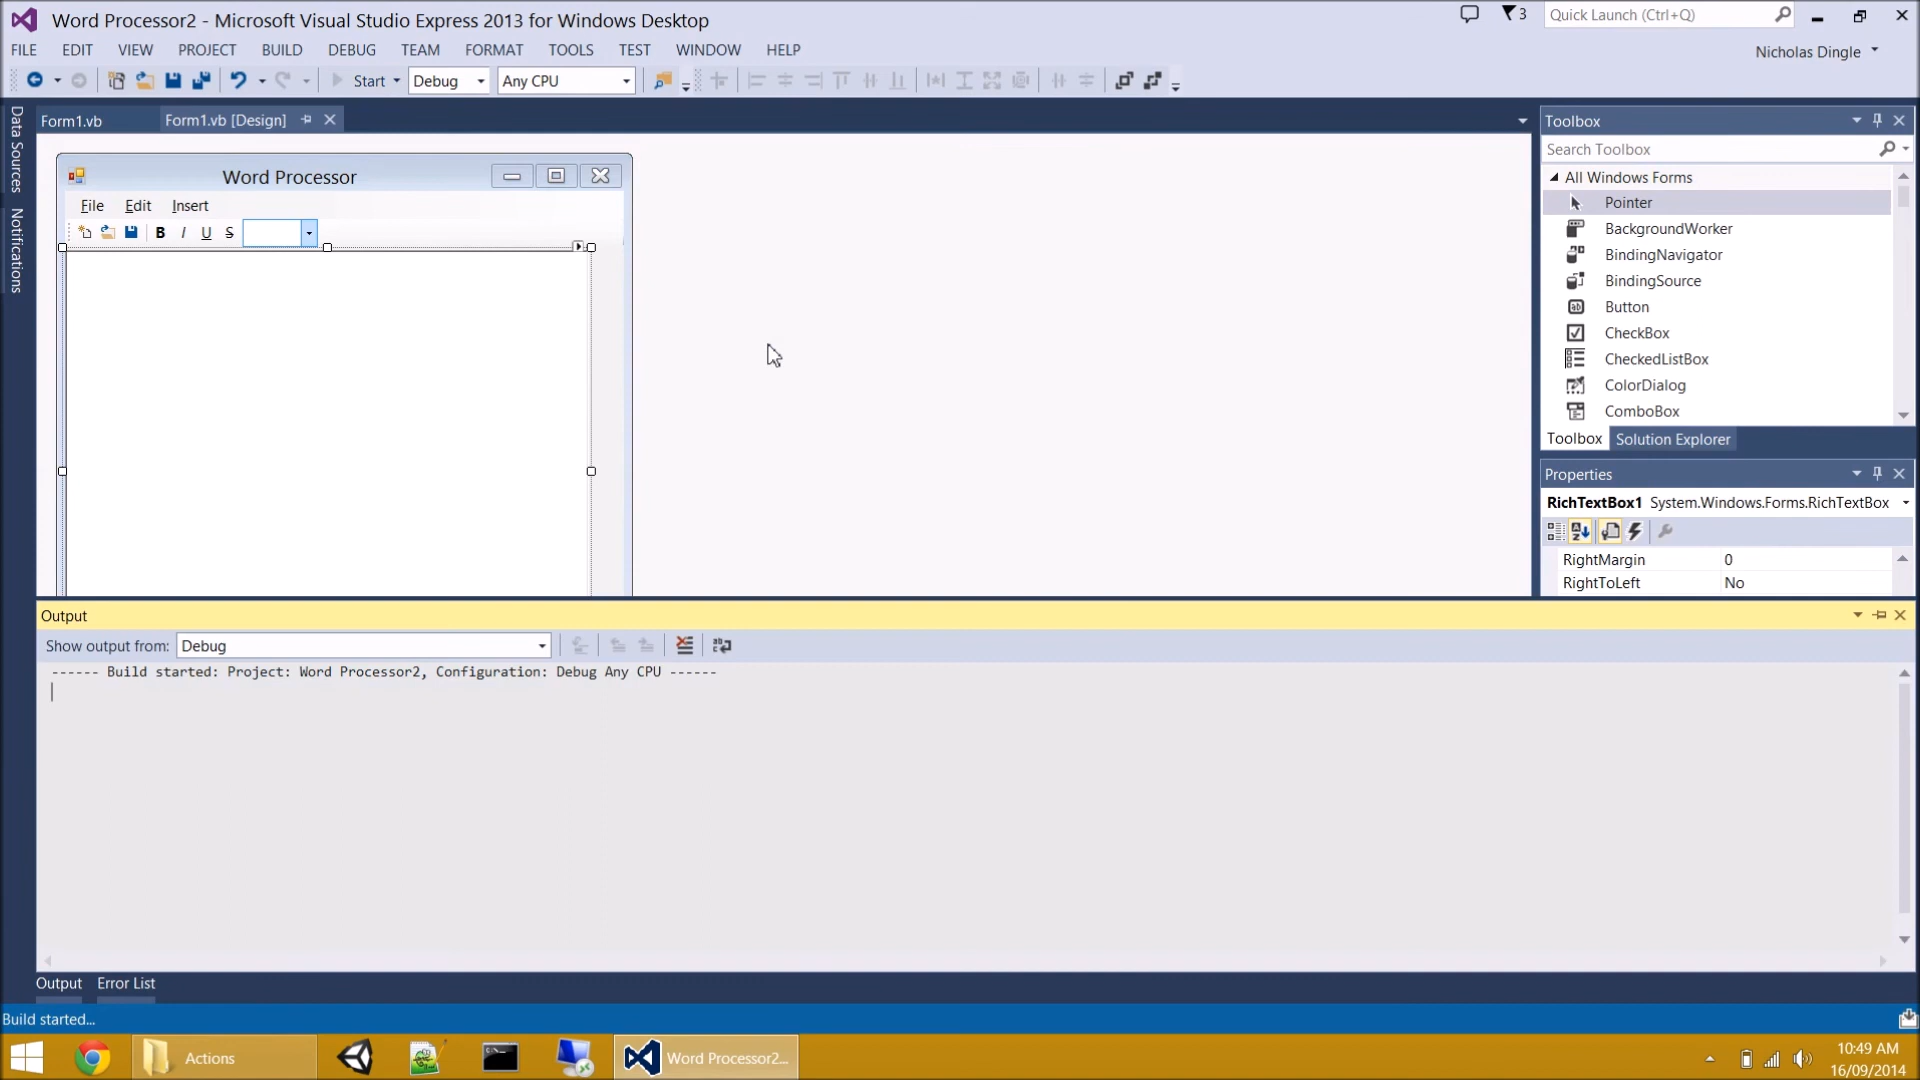 Word Processor2 - Microsoft Visual Studio Express 2013 for Windows Desktop
3
Quick Launch (Ctrl+Q)
FILE EDIT VIEW PROJECT BUILD DEBUG TEAM FORMAT TOOLS TEST WINDOW HELP
Nicholas Dingle
Start Debug Any CPU
Data Sources
Notifications
Form1.vb Form1.vb [Design]
Word Processor
File Edit Insert
B I U S
Toolbox
Search Toolbox
All Windows Forms
Pointer
BackgroundWorker
BindingNavigator
BindingSource
Button
CheckBox
CheckedListBox
ColorDialog
ComboBox
Toolbox Solution Explorer
Properties
RichTextBox1 System.Windows.Forms.RichTextBox
RightMargin 0
RightToLeft No
Output
Show output from: Debug
------ Build started: Project: Word Processor2, Configuration: Debug Any CPU ------
Output Error List
Build started...
Actions
Word Processor2...
10:49 AM
16/09/2014